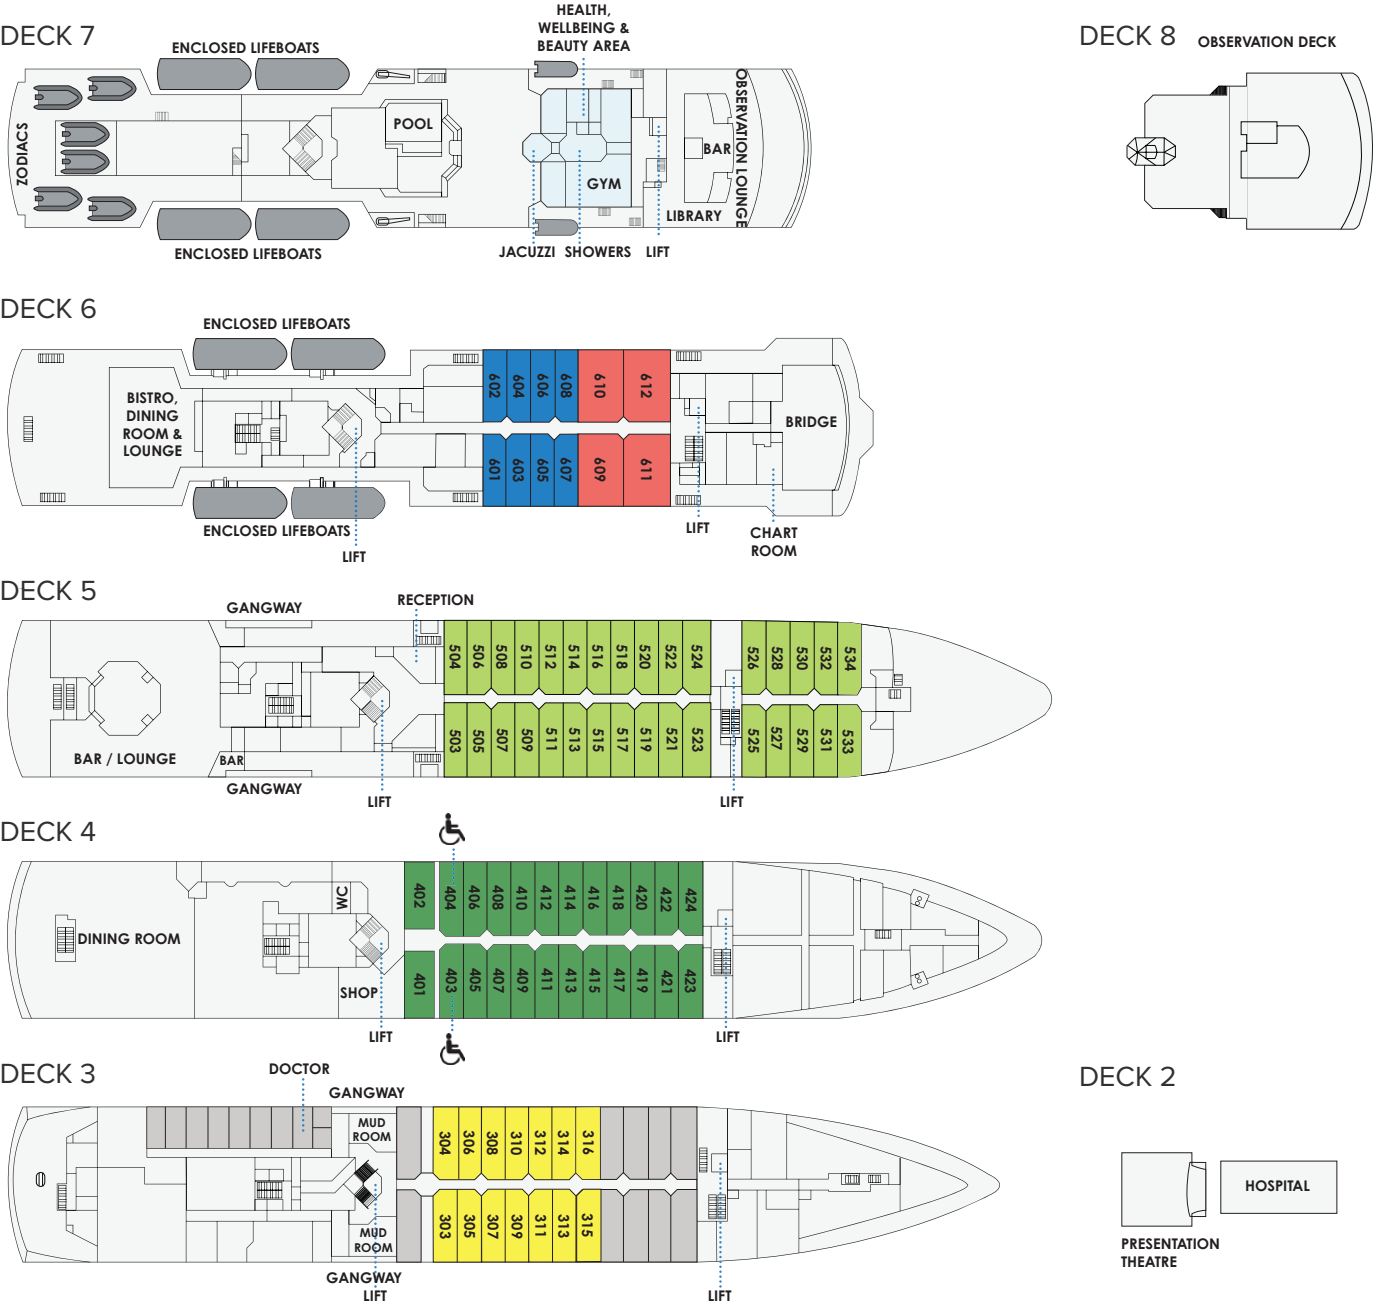 DECK 7
ENCLOSED LIFEBOATS
HEALTH,
WELLBEING &
BEAUTY AREA
ZODIACS
POOL
GYM
BAR
OBSERVATION LOUNGE
LIBRARY
ENCLOSED LIFEBOATS
JACUZZI
SHOWERS
LIFT
DECK 8
OBSERVATION DECK
DECK 6
ENCLOSED LIFEBOATS
BISTRO,
DINING
ROOM &
LOUNGE
602
604
606
608
610
612
601
603
605
607
609
611
BRIDGE
ENCLOSED LIFEBOATS
LIFT
LIFT
CHART
ROOM
DECK 5
GANGWAY
RECEPTION
504
506
508
510
512
514
516
518
520
522
524
526
528
530
532
534
503
505
507
509
511
513
515
517
519
521
523
525
527
529
531
533
BAR / LOUNGE
BAR
GANGWAY
LIFT
LIFT
DECK 4
WC
402
404
406
408
410
412
414
416
418
420
422
424
DINING ROOM
401
403
405
407
409
411
413
415
417
419
421
423
SHOP
LIFT
LIFT
DECK 3
DOCTOR
GANGWAY
MUD
ROOM
304
306
308
310
312
314
316
303
305
307
309
311
313
315
MUD
ROOM
GANGWAY
LIFT
LIFT
DECK 2
HOSPITAL
PRESENTATION
THEATRE